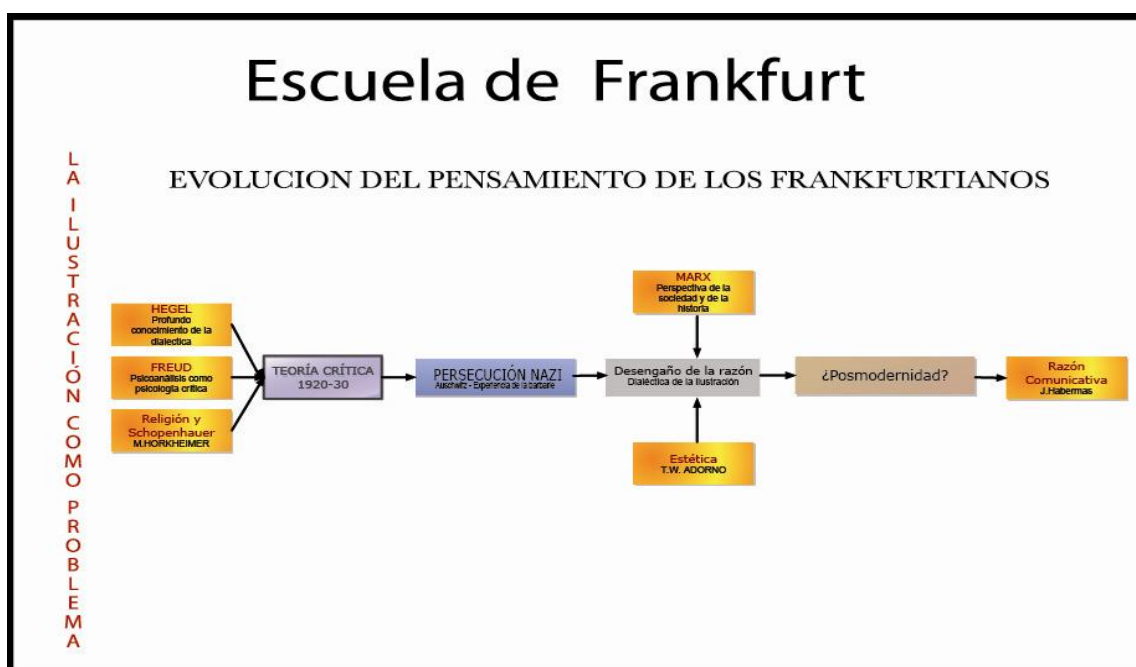 Escuela de Frankfurt
LA ILUSTRACIÓN COMO PROBLEMA
EVOLUCION DEL PENSAMIENTO DE LOS FRANKFURTIANOS
HEGEL
Profundo
conocimiento de la
dialectica
FREUD
Psicoanálisis como
psicología crítica
Religión y
Schopenhauer
M.HORKHEIMER
TEORÍA CRÍTICA
1920-30
PERSECUCIÓN NAZI
Auschwitz - Experiencia de la barbarie
MARX
Perspectiva de la
sociedad y de la
historia
Desengaño de la razón
Dialéctica de la Ilustración
Estética
T.W. ADORNO
¿Posmodernidad?
Razón
Comunicativa
J.Habermas